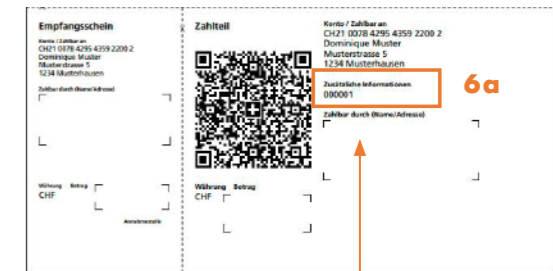 Empfangsschein
Konto / Zahlbar an
CH21 0078 4295 4359 2200 2
Dominique Muster
Musterstrasse 5
1234 Musterhausen
Zahlbar durch (Name/Adresse)
Währung Betrag
CHF
Annahmestelle
Zahlteil
Währung Betrag
CHF
Konto / Zahlbar an
CH21 0078 4295 4359 2200 2
Dominique Muster
Musterstrasse 5
1234 Musterhausen
Zusätzliche Informationen
000001
6a
Zahlbar durch (Name/Adresse)